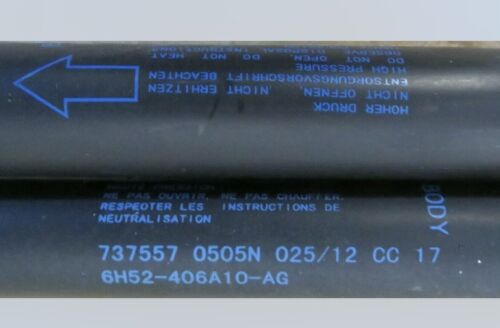 HOHER DRUCK
NICHT ÖFFNEN, NICHT ERHITZEN
ENTSORGUNGSVORSCHRIFT BEACHTEN
HIGH PRESSURE
DO NOT OPEN, DO NOT HEAT
NE PAS OUVRIR, NE PAS CHAUFFER.
RESPECTER LES INSTRUCTIONS DE
NEUTRALISATION
BODY
737557 0505N 025/12 CC 17
6H52-406A10-AG